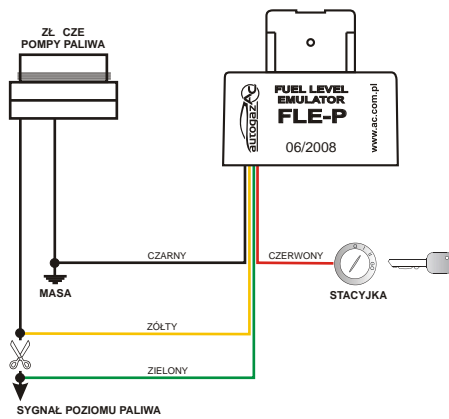 ZŁ CZE
POMPY PALIWA
autogaz AC
FUEL LEVEL
EMULATOR
FLE-P
06/2008
www.ac.com.pl
CZARNY
CZERWONY
MASA
STACYJKA
ŻÓŁTY
ZIELONY
SYGNAŁ POZIOMU PALIWA